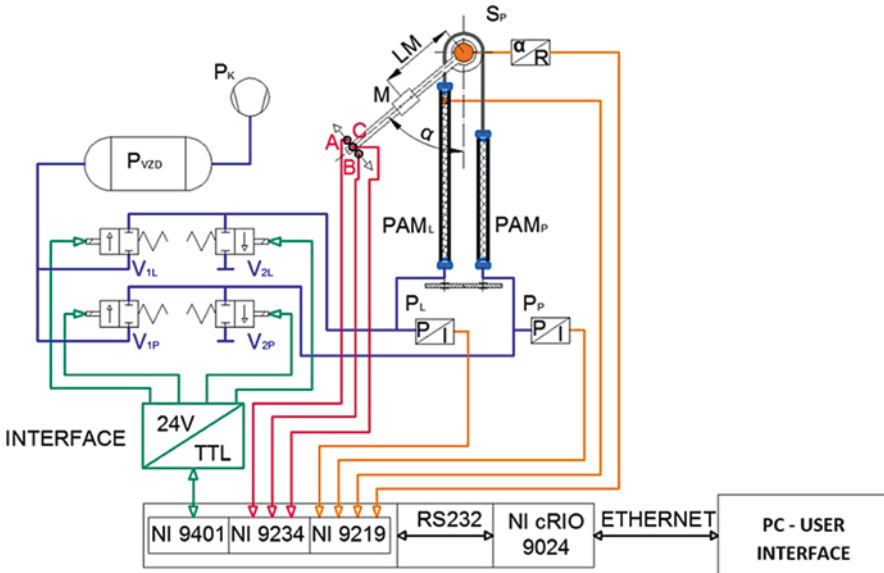 S_P
LM
α
R
P_K
M
A
C
α
B
P_VZD
PAM_L
PAM_P
V_1L
V_2L
P_L
P_P
P
I
P
I
V_1P
V_2P
24V
INTERFACE
TTL
RS232
NI cRIO
9024
ETHERNET
PC - USER
INTERFACE
NI 9401
NI 9234
NI 9219